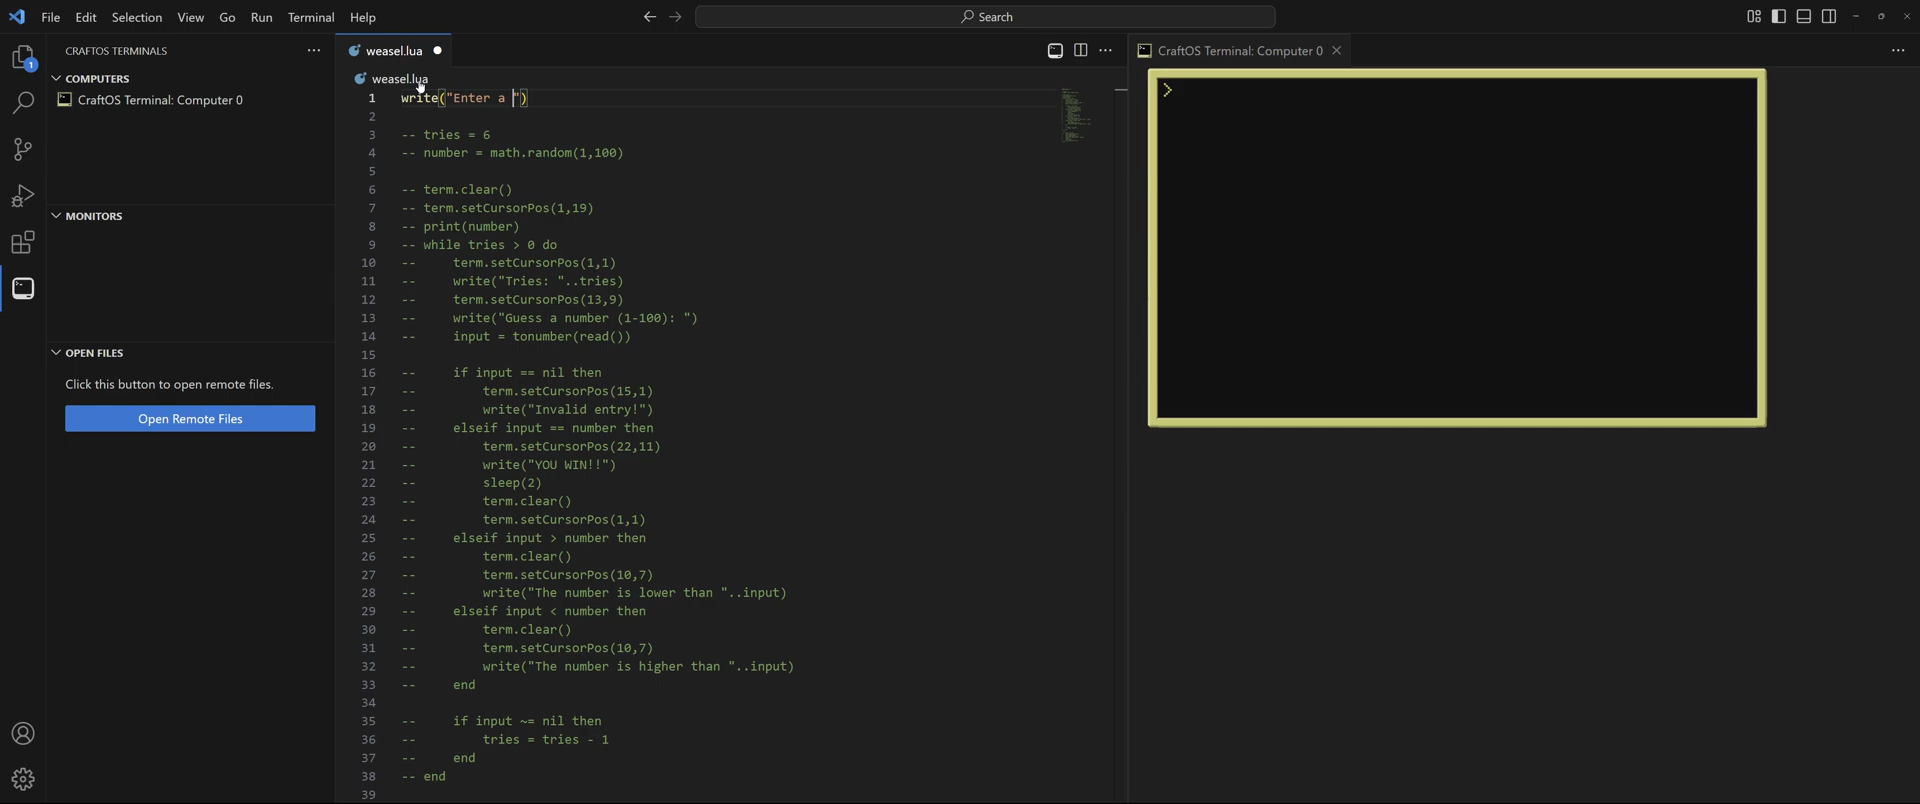 File Edit Selection View Go Run Terminal Help
Search
CRAFTOS TERMINALS
COMPUTERS
CraftOS Terminal: Computer 0
MONITORS
OPEN FILES
Click this button to open remote files.
Open Remote Files
1
weasel.lua
weasel.lua
1 write("Enter a ")
2
3 -- tries = 6
4 -- number = math.random(1,100)
5
6 -- term.clear()
7 -- term.setCursorPos(1,19)
8 -- print(number)
9 -- while tries > 0 do
10 --     term.setCursorPos(1,1)
11 --     write("Tries: "..tries)
12 --     term.setCursorPos(13,9)
13 --     write("Guess a number (1-100): ")
14 --     input = tonumber(read())
15
16 --     if input == nil then
17 --         term.setCursorPos(15,1)
18 --         write("Invalid entry!")
19 --     elseif input == number then
20 --         term.setCursorPos(22,11)
21 --         write("YOU WIN!!")
22 --         sleep(2)
23 --         term.clear()
24 --         term.setCursorPos(1,1)
25 --     elseif input > number then
26 --         term.clear()
27 --         term.setCursorPos(10,7)
28 --         write("The number is lower than "..input)
29 --     elseif input < number then
30 --         term.clear()
31 --         term.setCursorPos(10,7)
32 --         write("The number is higher than "..input)
33 --     end
34
35 --     if input ~= nil then
36 --         tries = tries - 1
37 --     end
38 -- end
39
CraftOS Terminal: Computer 0
>